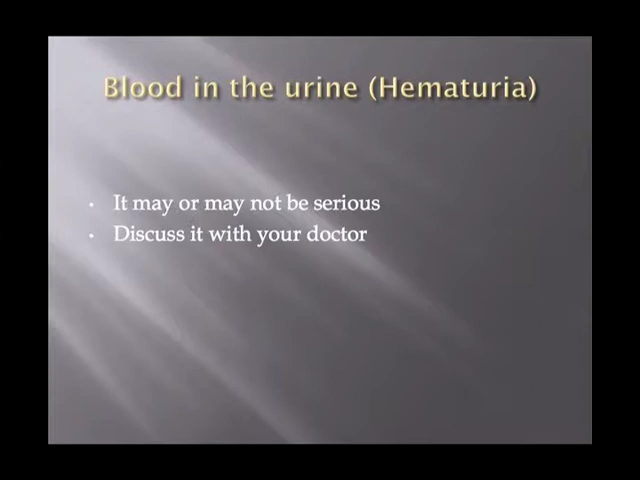 Blood in the urine (Hematuria)
• It may or may not be serious
• Discuss it with your doctor